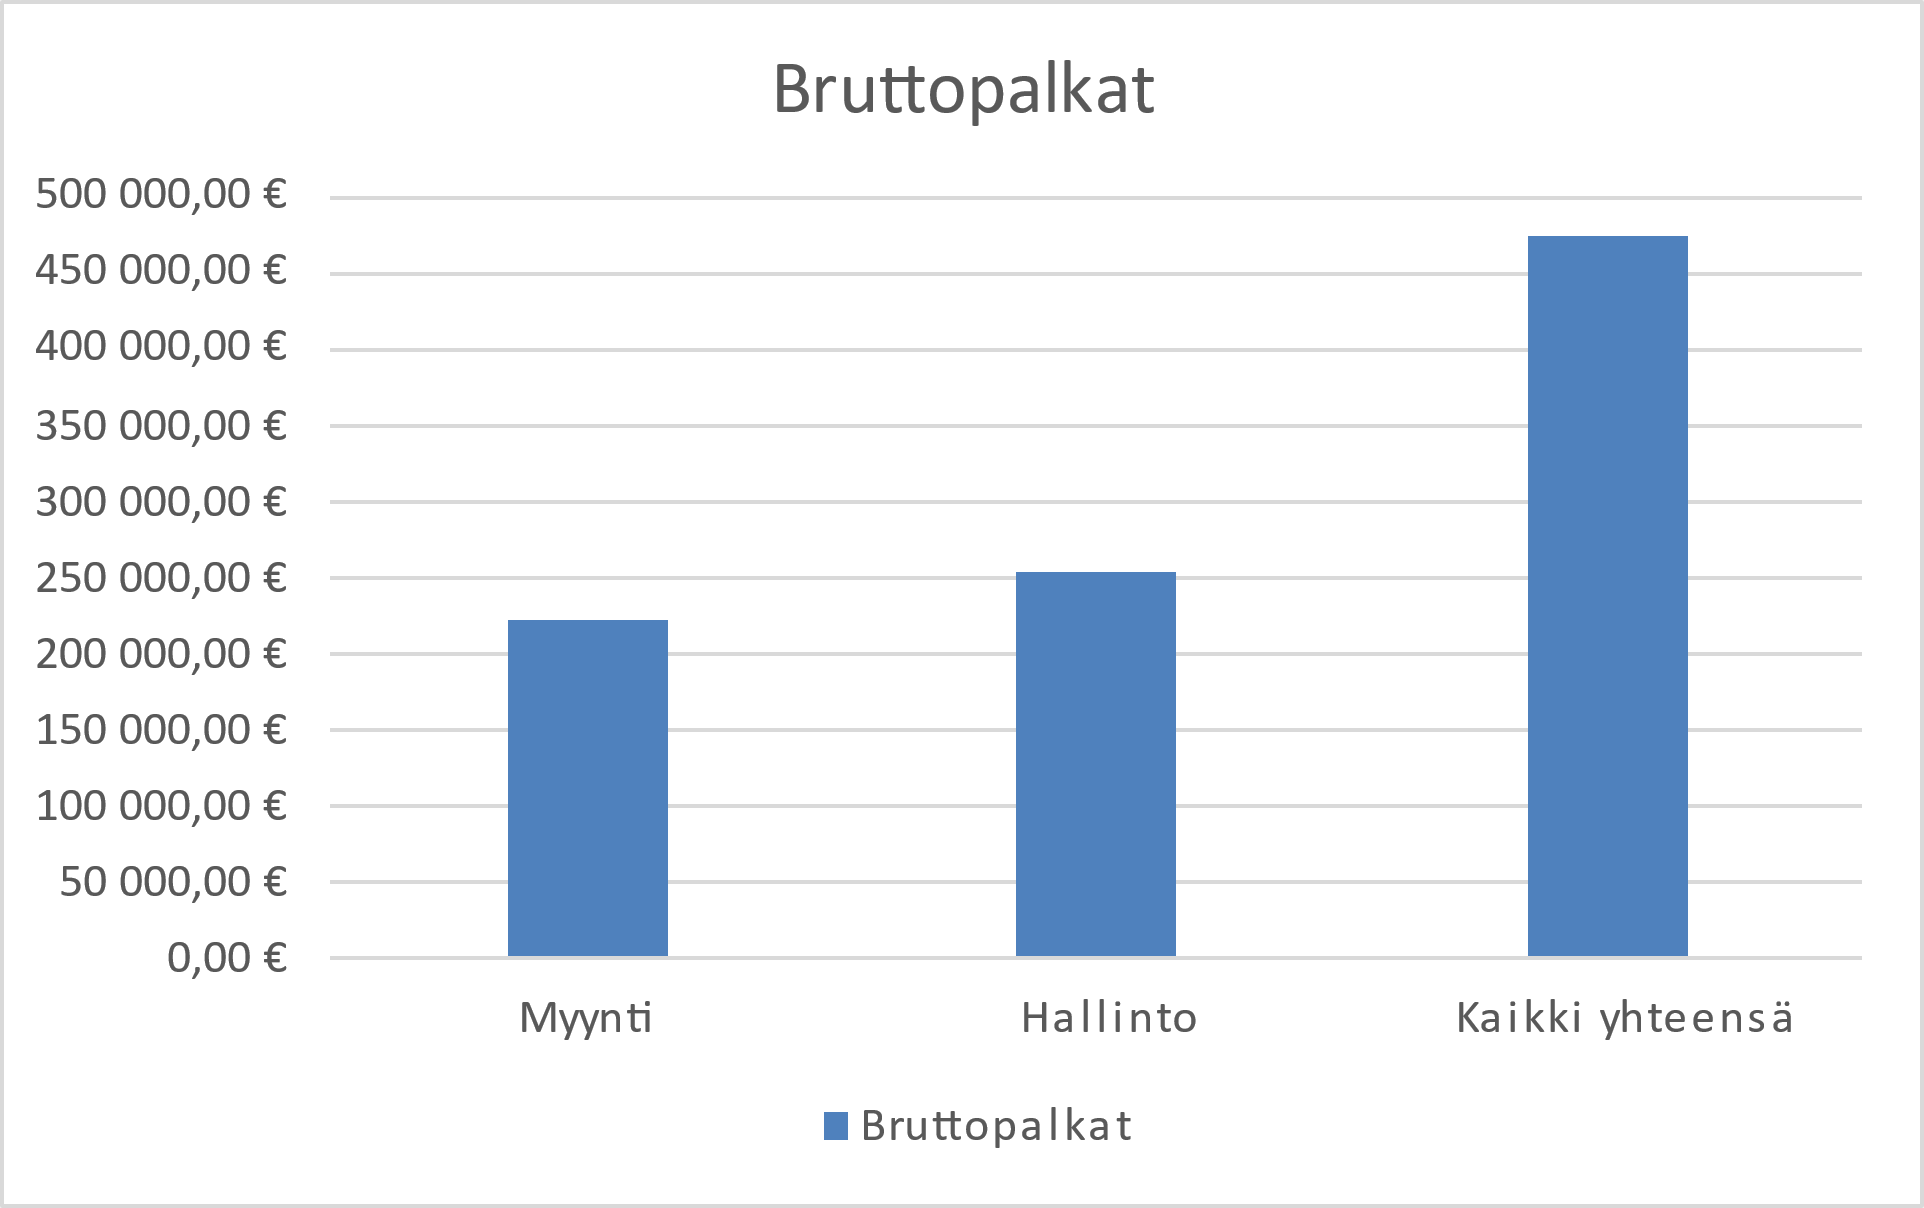 Bruttopalkat
500 000,00 €
450 000,00 €
400 000,00 €
350 000,00 €
300 000,00 €
250 000,00 €
200 000,00 €
150 000,00 €
100 000,00 €
50 000,00 €
0,00 €
Myynti
Hallinto
Kaikki yhteensä
Bruttopalkat